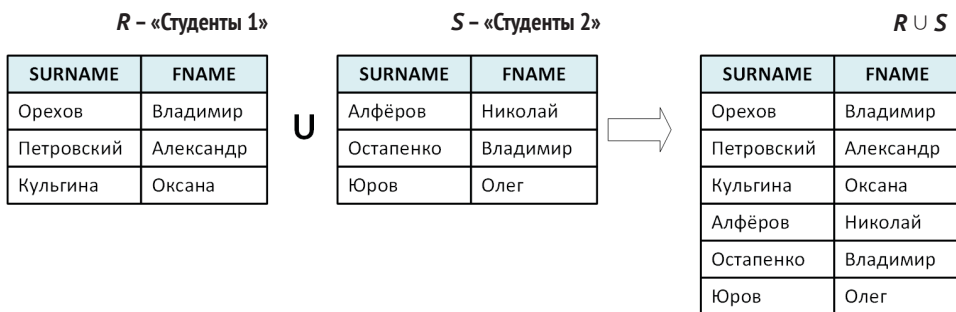 R – «Студенты 1»
S – «Студенты 2»
R ∪ S
SURNAME FNAME
Орехов Владимир
Петровский Александр
Кульгина Оксана
∪
SURNAME FNAME
Алфёров Николай
Остапенко Владимир
Юров Олег
SURNAME FNAME
Орехов Владимир
Петровский Александр
Кульгина Оксана
Алфёров Николай
Остапенко Владимир
Юров Олег